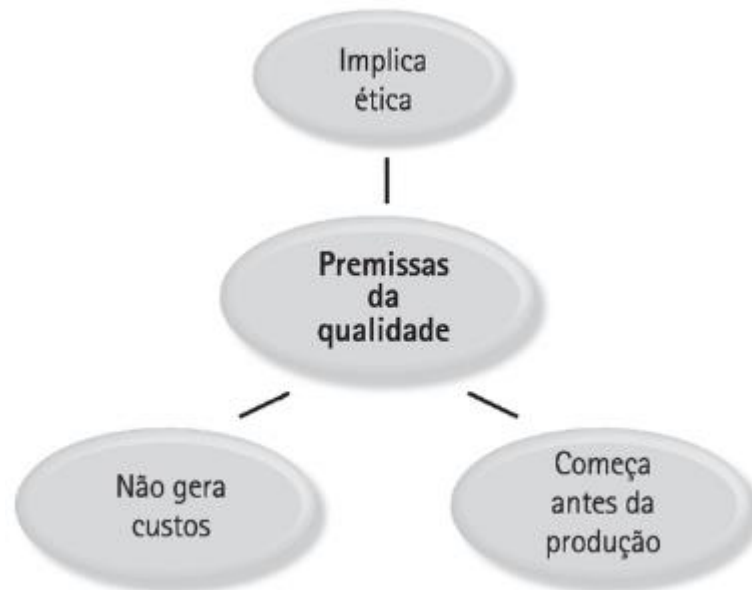 Implica
ética
Premissas
da
qualidade
Não gera
custos
Começa
antes da
produção